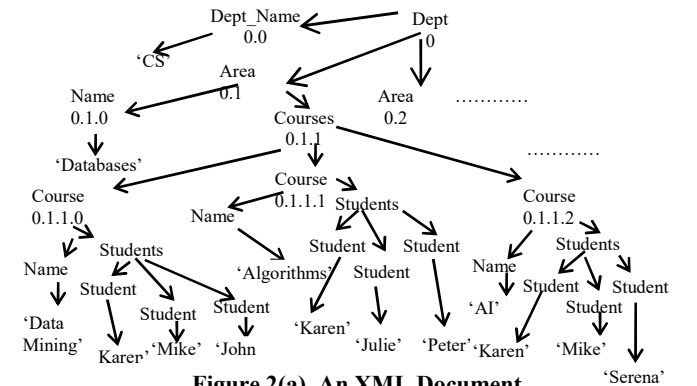 Dept_Name
0.0
Dept
0
‘CS’
Area
0.1
Name
0.1.0
Area
0.2
…………
Courses
0.1.1
‘Databases’
…………
Course
0.1.1.0
Course
0.1.1.1
Students
Course
0.1.1.2
Name
Students
Student
Student
Students
Name
‘Algorithms’
Student
Name
Student
Student
Student
Student
Student
Student
‘AI’
Student
‘Data
Mining’
Karen’
‘Mike’
‘John
‘Karen’
‘Julie’
‘Peter’
‘Karen’
‘Mike’
‘Serena’
Figure 2(a). An XML Document